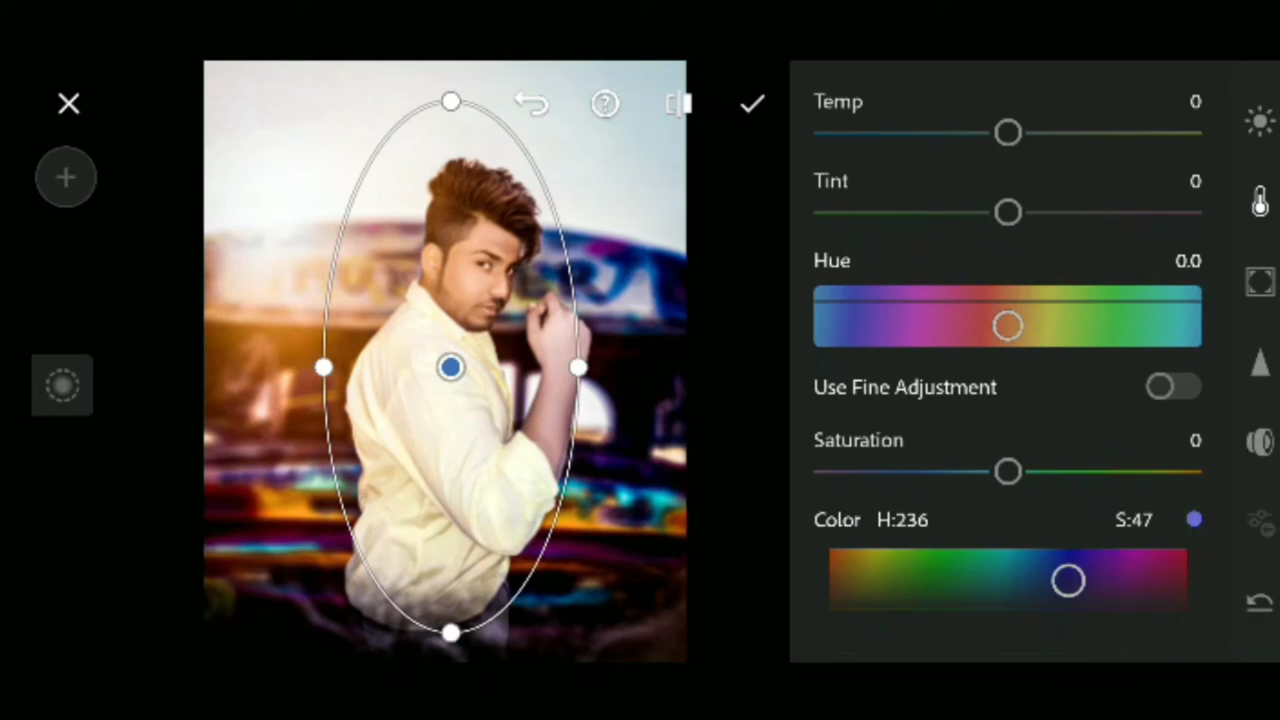 Temp 0
Tint 0
Hue 0.0
Use Fine Adjustment
Saturation 0
Color H:236 S:47